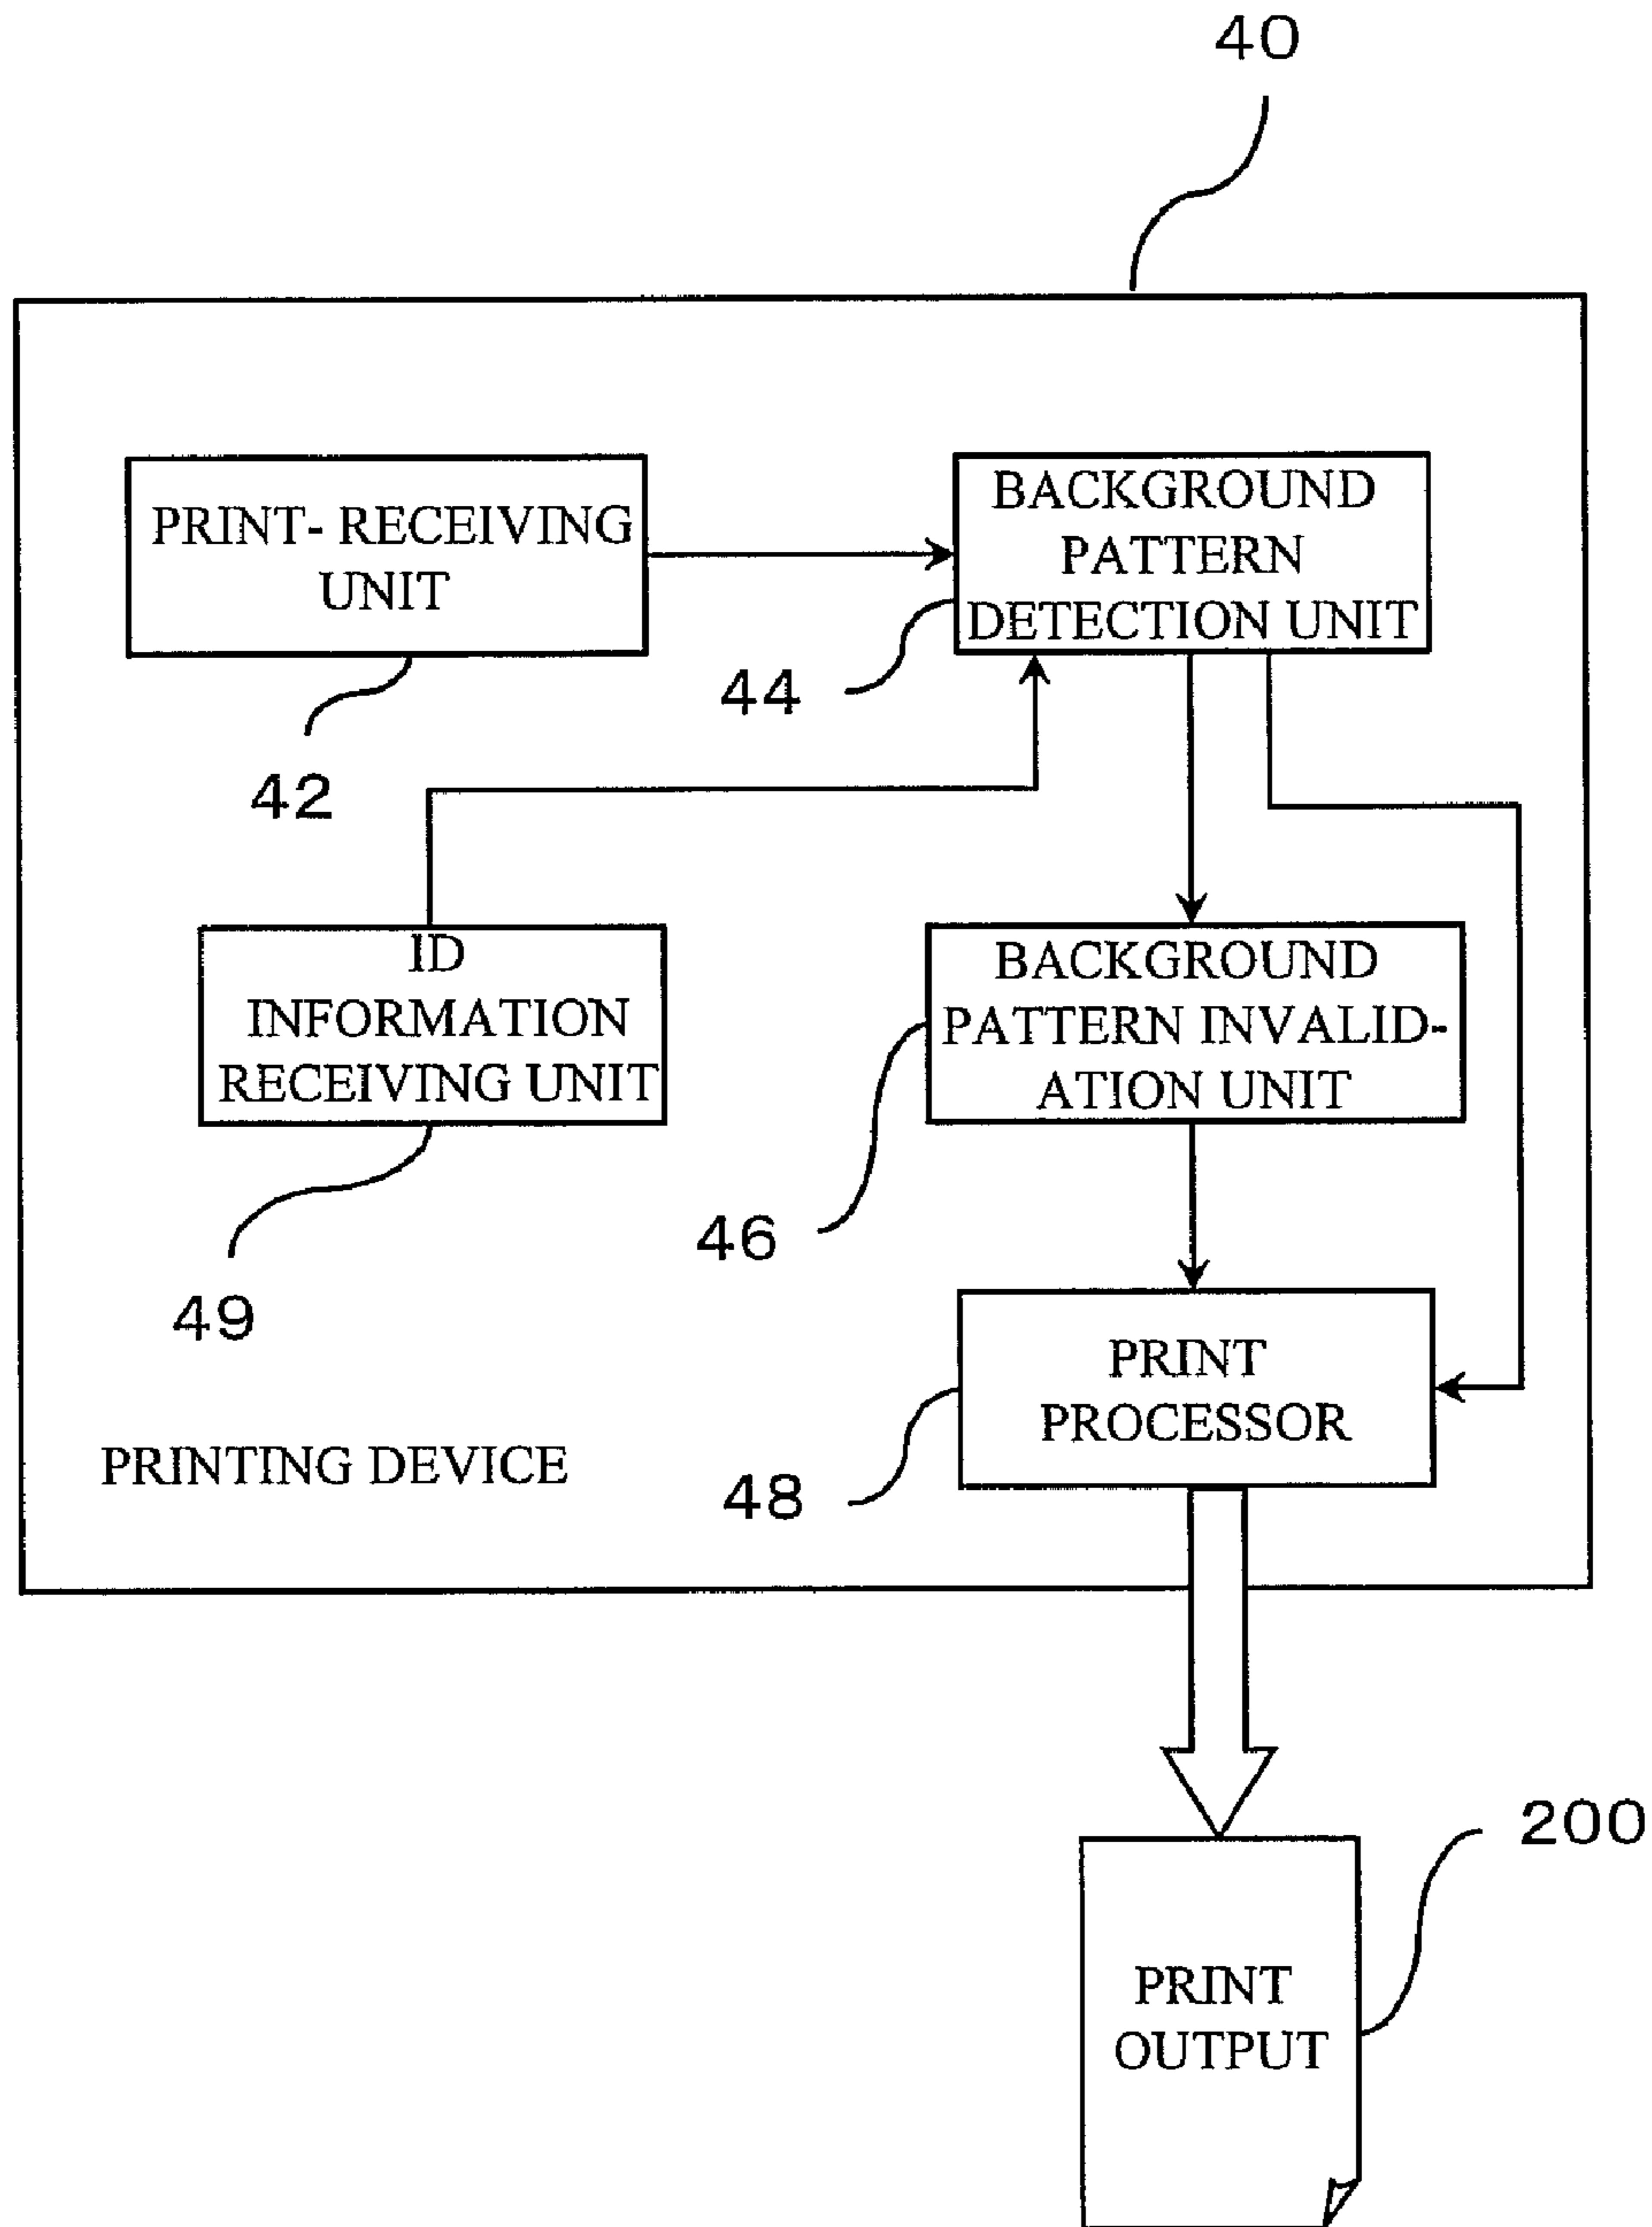 40
PRINT- RECEIVING
UNIT
42
BACKGROUND
PATTERN
DETECTION UNIT
44
ID
INFORMATION
RECEIVING UNIT
49
BACKGROUND
PATTERN INVALID-
ATION UNIT
46
PRINT
PROCESSOR
48
PRINTING DEVICE
200
PRINT
OUTPUT